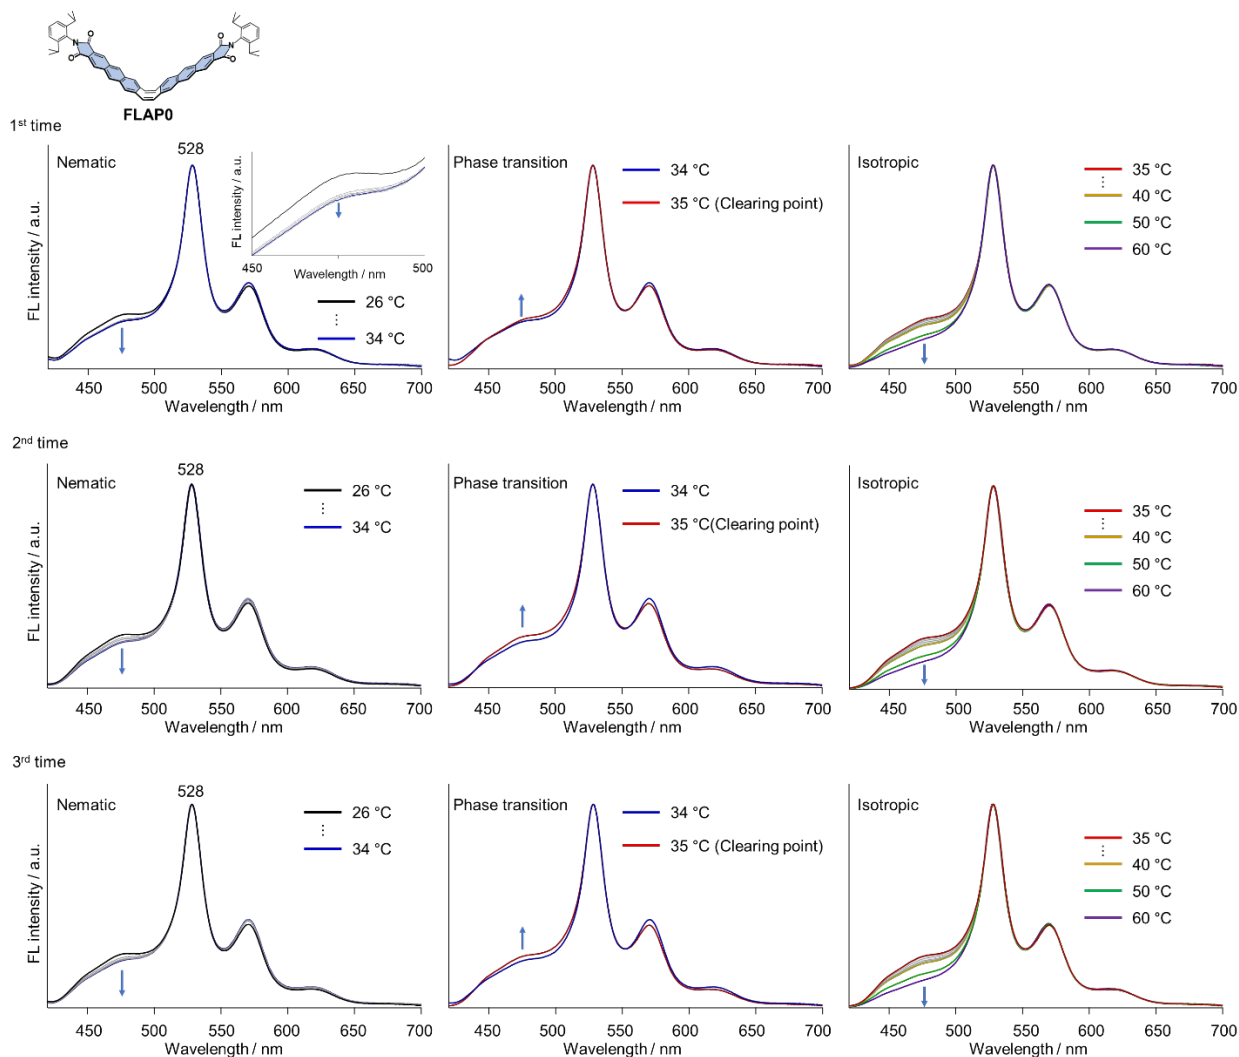 O
O
N
N
O
O
FLAP0
1st time
Nematic
528
FL intensity / a.u.
450
500
Wavelength / nm
26 °C
⋮
34 °C
FL intensity / a.u.
450 500 550 600 650 700
Wavelength / nm
Phase transition
34 °C
35 °C (Clearing point)
450 500 550 600 650 700
Wavelength / nm
Isotropic
35 °C
⋮
40 °C
50 °C
60 °C
450 500 550 600 650 700
Wavelength / nm
2nd time
Nematic
528
26 °C
⋮
34 °C
FL intensity / a.u.
450 500 550 600 650 700
Wavelength / nm
Phase transition
34 °C
35 °C(Clearing point)
450 500 550 600 650 700
Wavelength / nm
Isotropic
35 °C
⋮
40 °C
50 °C
60 °C
450 500 550 600 650 700
Wavelength / nm
3rd time
Nematic
528
26 °C
⋮
34 °C
FL intensity / a.u.
450 500 550 600 650 700
Wavelength / nm
Phase transition
34 °C
35 °C (Clearing point)
450 500 550 600 650 700
Wavelength / nm
Isotropic
35 °C
⋮
40 °C
50 °C
60 °C
450 500 550 600 650 700
Wavelength / nm